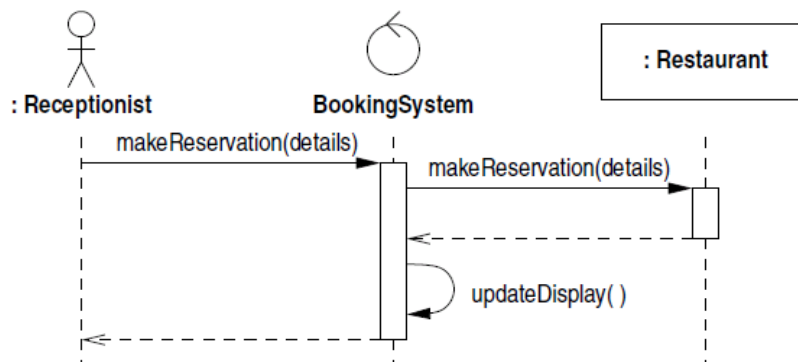 : Receptionist
BookingSystem
: Restaurant
makeReservation(details)
makeReservation(details)
updateDisplay( )